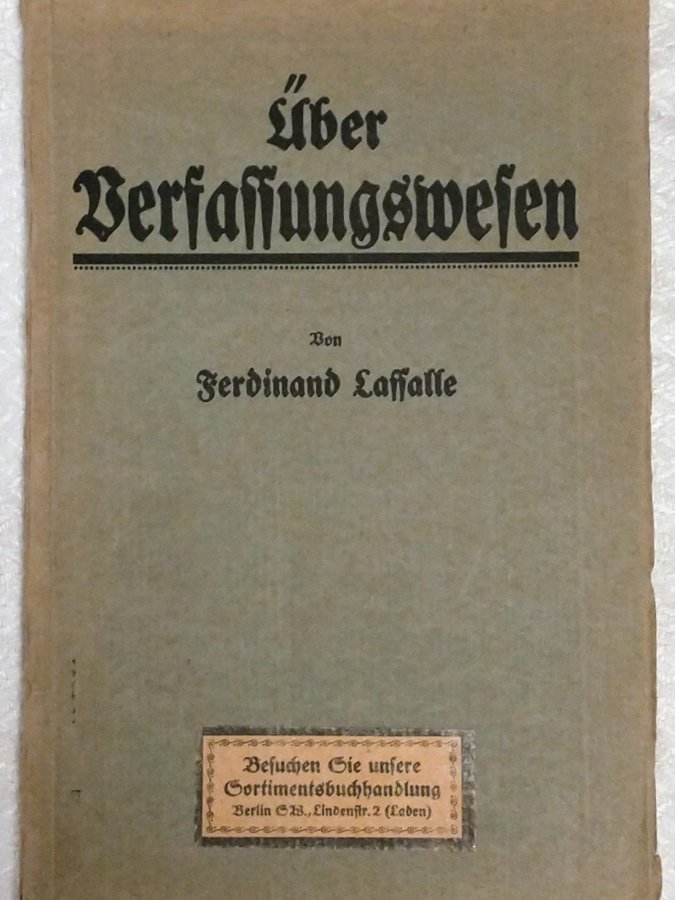 Über
Verfassungswesen
Von
Ferdinand Lassalle
Besuchen Sie unsere
Sortimentsbuchhandlung
Berlin SW., Lindenstr. 2 (Laden)